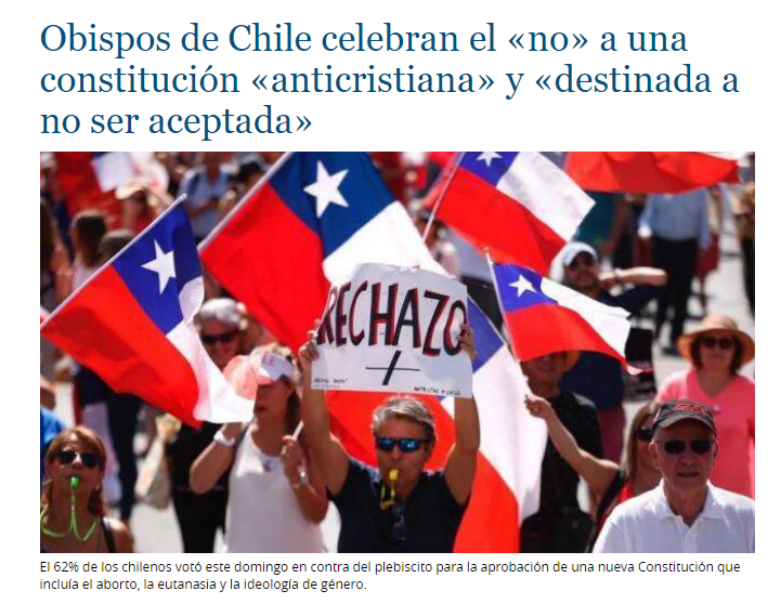 Obispos de Chile celebran el «no» a una
constitución «anticristiana» y «destinada a
no ser aceptada»
RECHAZO
El 62% de los chilenos votó este domingo en contra del plebiscito para la aprobación de una nueva Constitución que
incluía el aborto, la eutanasia y la ideología de género.